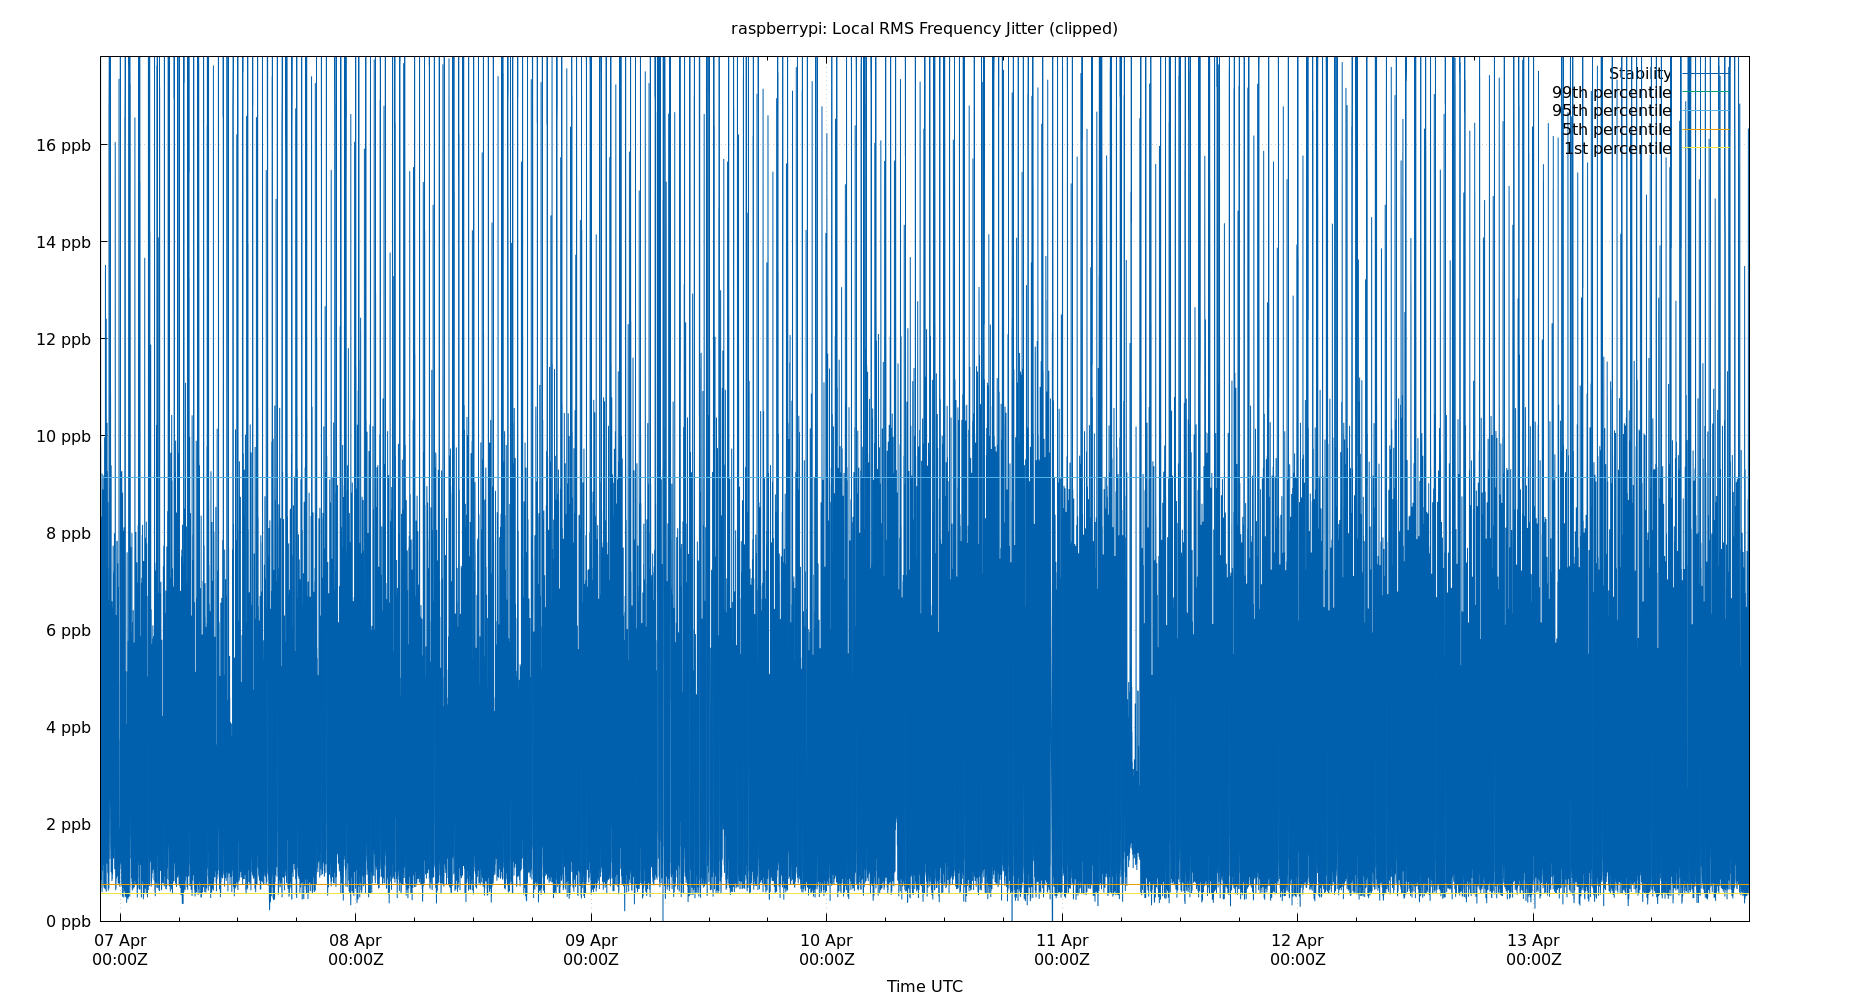 raspberrypi: Local RMS Frequency Jitter (clipped)
Stability
99th percentile
95th percentile
5th percentile
1st percentile
16 ppb
14 ppb
12 ppb
10 ppb
8 ppb
6 ppb
4 ppb
2 ppb
0 ppb
07 Apr 08 Apr 09 Apr 10 Apr 11 Apr 12 Apr 13 Apr
00:00Z 00:00Z 00:00Z 00:00Z 00:00Z 00:00Z 00:00Z
Time UTC